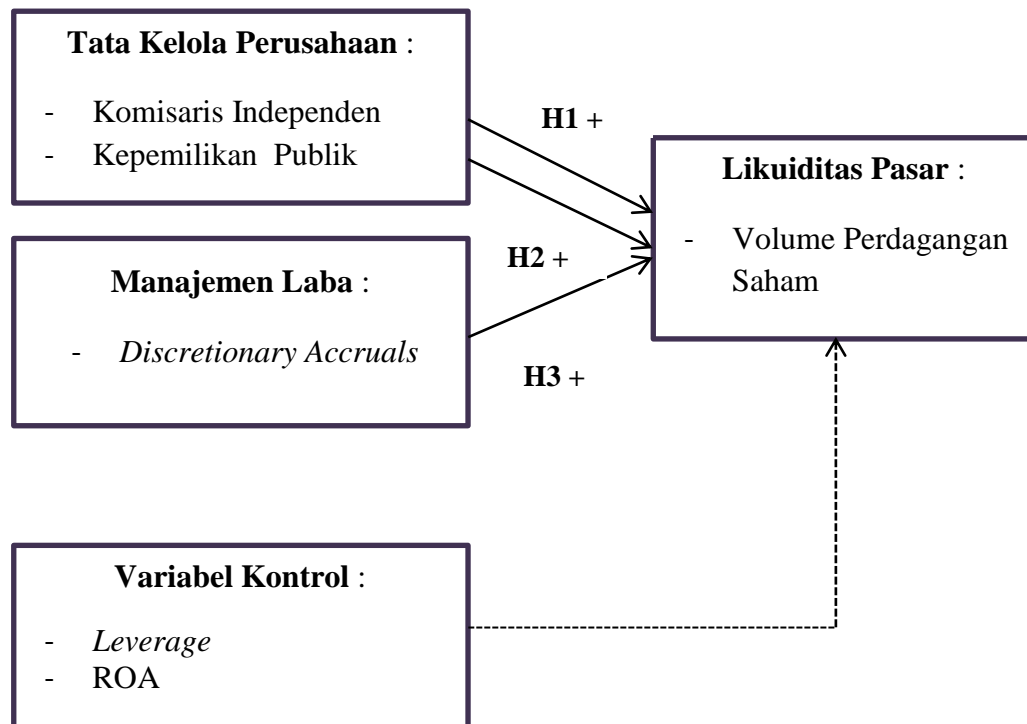 Tata Kelola Perusahaan :
- Komisaris Independen
- Kepemilikan Publik
H1 +
Likuiditas Pasar :
- Volume Perdagangan
Saham
H2 +
Manajemen Laba :
- Discretionary Accruals
H3 +
Variabel Kontrol :
- Leverage
- ROA